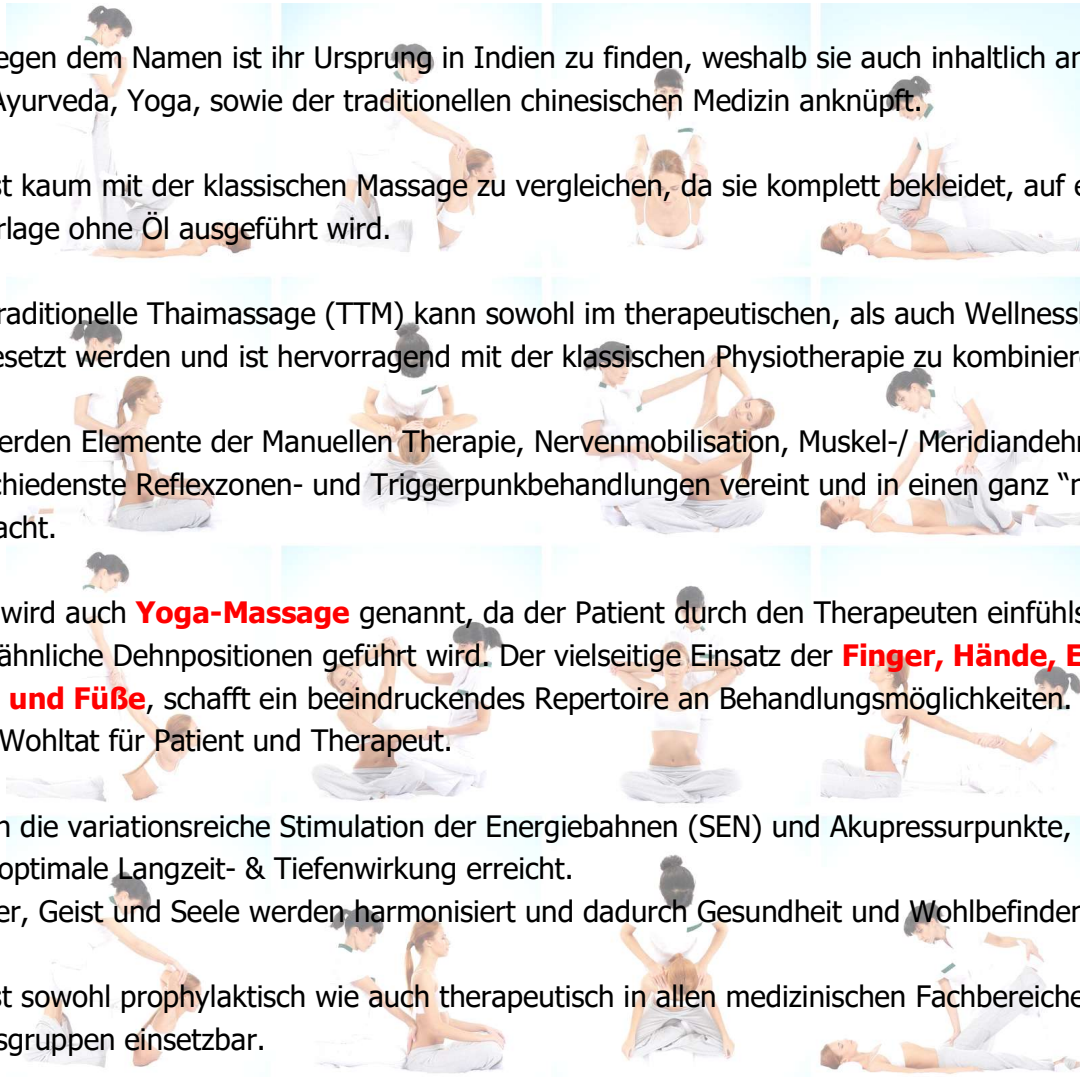 egen dem Namen ist ihr Ursprung in Indien zu finden, weshalb sie auch inhaltlich an
Ayurveda, Yoga, sowie der traditionellen chinesischen Medizin anknüpft.
st kaum mit der klassischen Massage zu vergleichen, da sie komplett bekleidet, auf e
rlage ohne Öl ausgeführt wird.
raditionelle Thaimassage (TTM) kann sowohl im therapeutischen, als auch Wellness
esetzt werden und ist hervorragend mit der klassischen Physiotherapie zu kombinier
erden Elemente der Manuellen Therapie, Nervenmobilisation, Muskel-/ Meridiandehn
chiedenste Reflexzonen- und Triggerpunkbehandlungen vereint und in einen ganz “n
acht.
wird auch Yoga-Massage genannt, da der Patient durch den Therapeuten einfühls
ähnliche Dehnpositionen geführt wird. Der vielseitige Einsatz der Finger, Hände, E
und Füße, schafft ein beeindruckendes Repertoire an Behandlungsmöglichkeiten.
Wohltat für Patient und Therapeut.
h die variationsreiche Stimulation der Energiebahnen (SEN) und Akupressurpunkte,
optimale Langzeit- & Tiefenwirkung erreicht.
er, Geist und Seele werden harmonisiert und dadurch Gesundheit und Wohlbefinden
st sowohl prophylaktisch wie auch therapeutisch in allen medizinischen Fachbereiche
sgruppen einsetzbar.